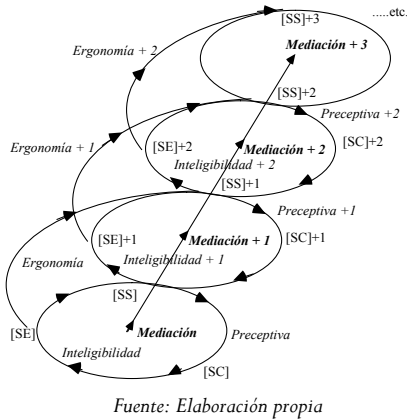 [SS]+3
.....etc.
Ergonomía + 2
Mediación + 3
[SS]+2
Preceptiva +2
Ergonomía + 1
[SE]+2
Mediación + 2
[SC]+2
Inteligibilidad + 2
[SS]+1
Preceptiva +1
[SE]+1
Mediación + 1
[SC]+1
Ergonomía
Inteligibilidad + 1
[SS]
[SE]
Mediación
Preceptiva
Inteligibilidad
[SC]
Fuente: Elaboración propia